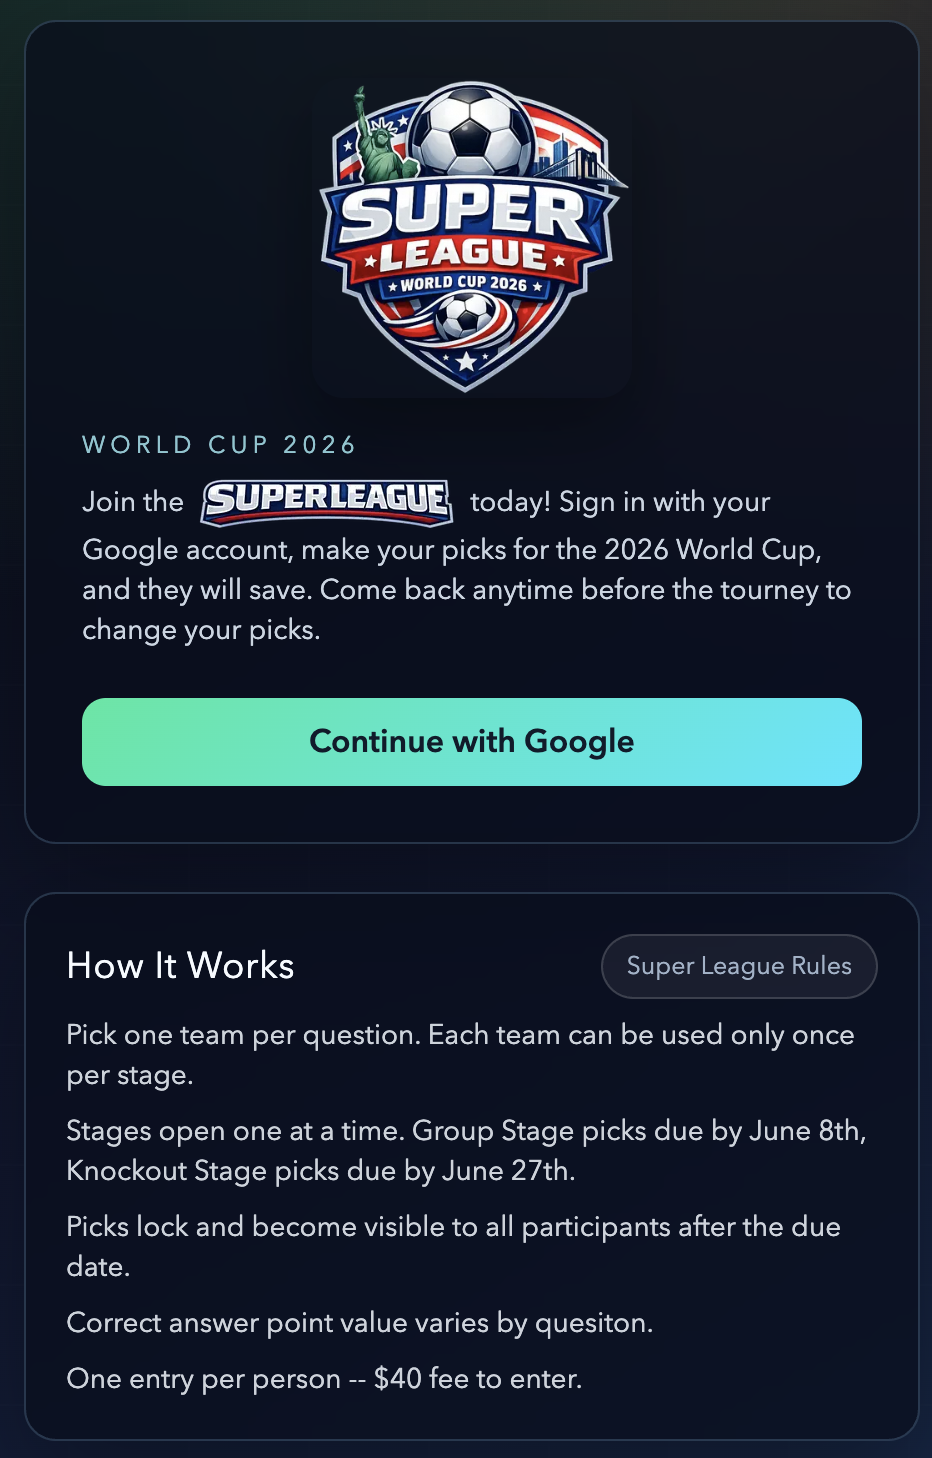 SUPER
LEAGUE
WORLD CUP 2026
WORLD CUP 2026
Join the SUPERLEAGUE today! Sign in with your
Google account, make your picks for the 2026 World Cup,
and they will save. Come back anytime before the tourney to
change your picks.
Continue with Google
How It Works
Super League Rules
Pick one team per question. Each team can be used only once
per stage.
Stages open one at a time. Group Stage picks due by June 8th,
Knockout Stage picks due by June 27th.
Picks lock and become visible to all participants after the due
date.
Correct answer point value varies by quesiton.
One entry per person -- $40 fee to enter.